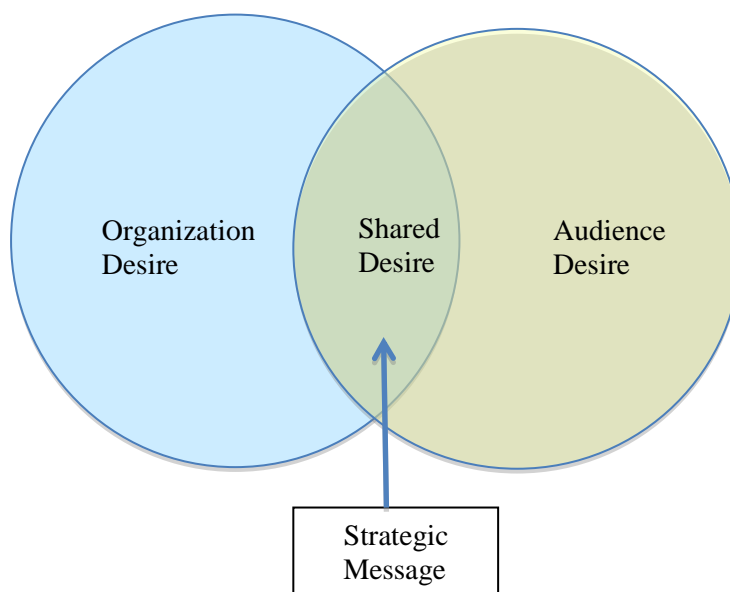 Organization
Desire
Shared
Desire
Audience
Desire
Strategic
Message